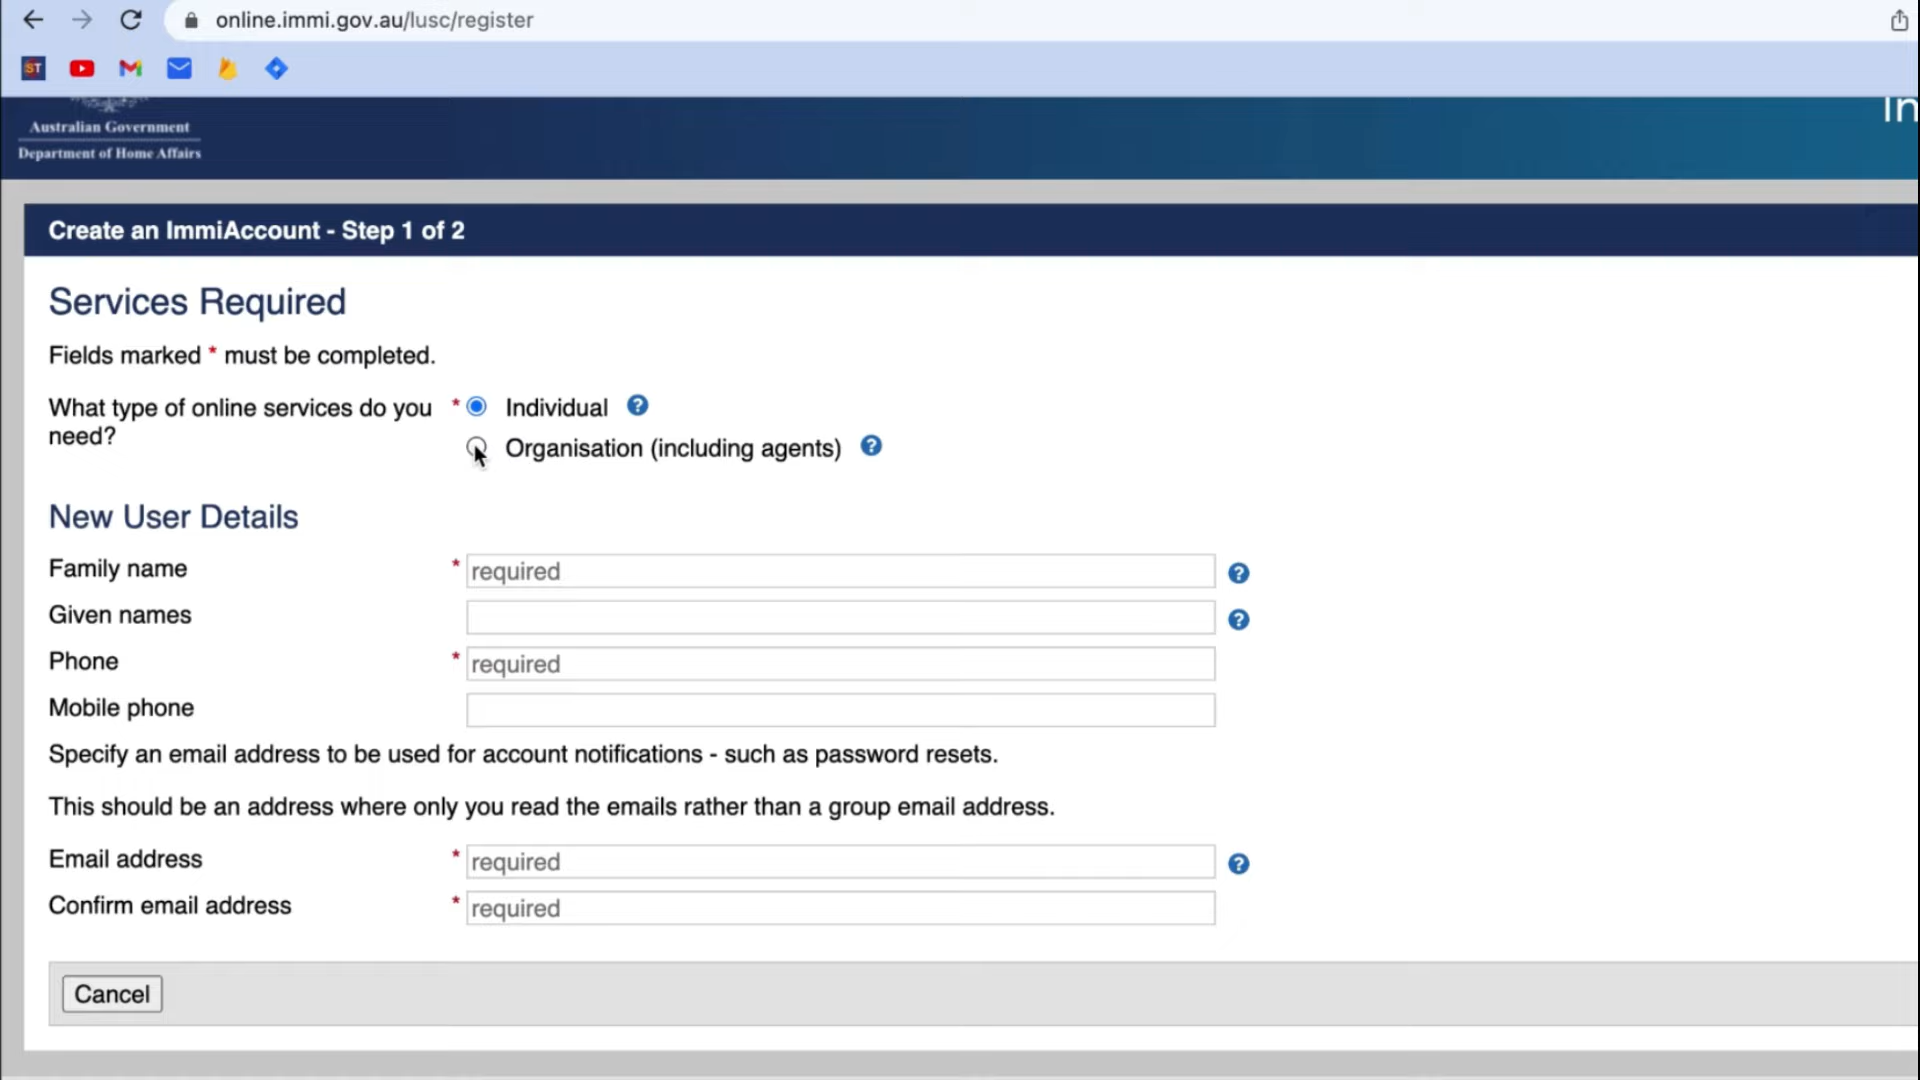 online.immi.gov.au/lusc/register
ST
In
Australian Government
Department of Home Affairs
Create an ImmiAccount - Step 1 of 2
Services Required
Fields marked * must be completed.
What type of online services do you need?
* Individual ?
Organisation (including agents) ?
New User Details
Family name * required ?
Given names ?
Phone * required
Mobile phone
Specify an email address to be used for account notifications - such as password resets.
This should be an address where only you read the emails rather than a group email address.
Email address * required ?
Confirm email address * required
Cancel